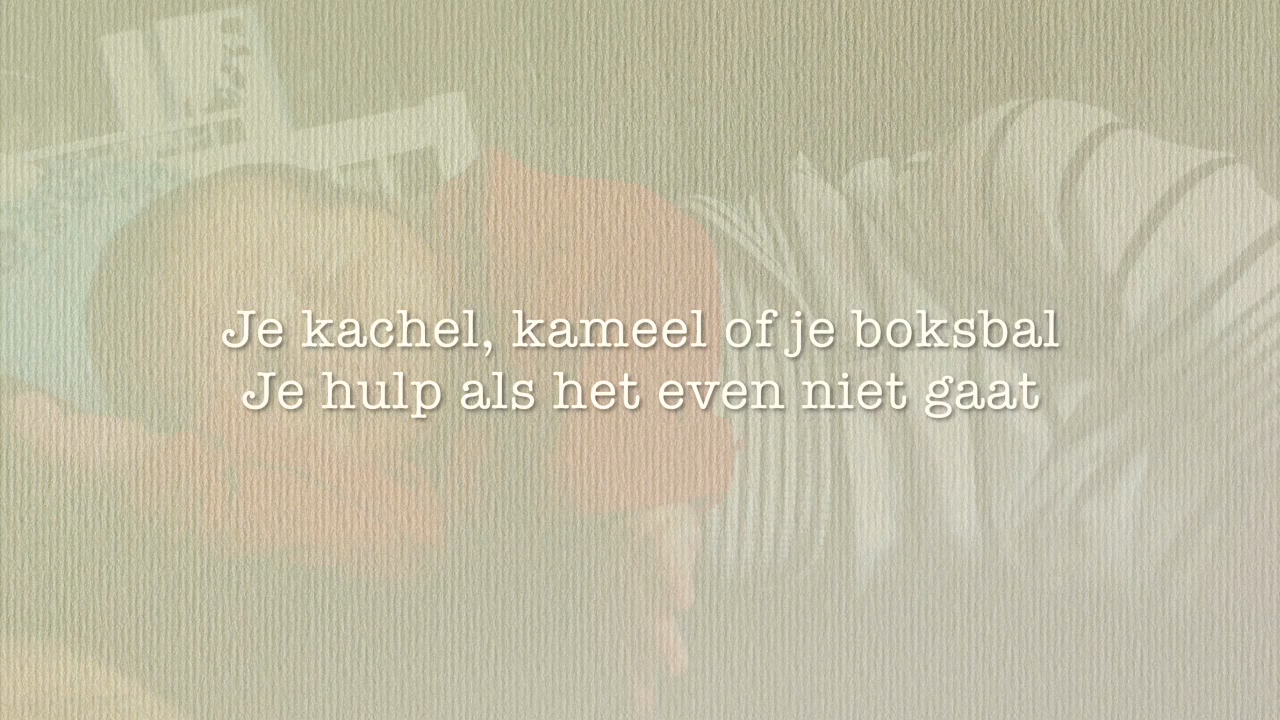 Je kachel, kameel of je boksbal
Je hulp als het even niet gaat